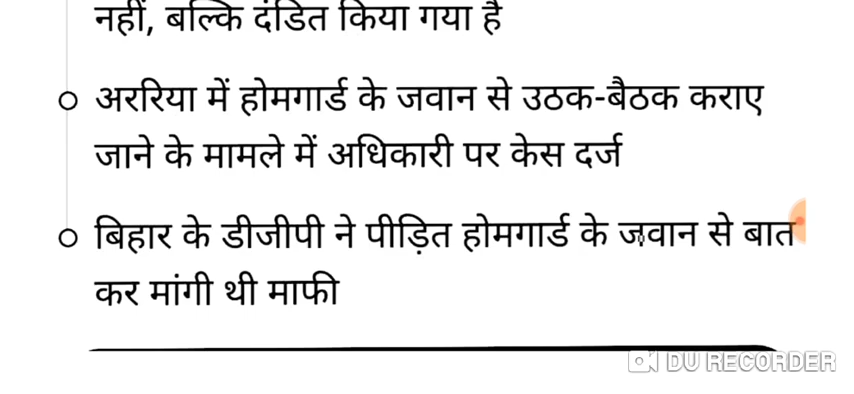 नहीं, बल्कि दंडित किया गया है
अररिया में होमगार्ड के जवान से उठक-बैठक कराए
जाने के मामले में अधिकारी पर केस दर्ज
बिहार के डीजीपी ने पीड़ित होमगार्ड के जवान से बात
कर मांगी थी माफी
DU RECORDER